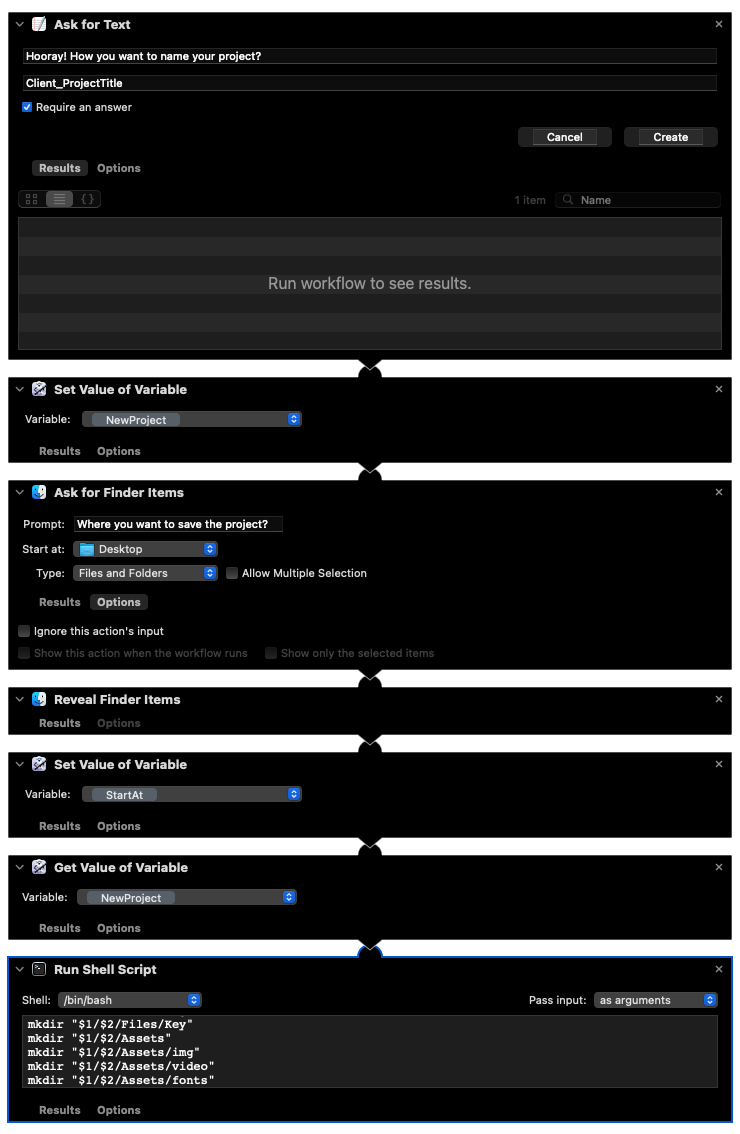 Ask for Text
Hooray! How you want to name your project?
Client_ProjectTitle
Require an answer
Cancel Create
Results Options
1 item Name
Run workflow to see results.
Set Value of Variable
Variable: NewProject
Results Options
Ask for Finder Items
Prompt: Where you want to save the project?
Start at: Desktop
Type: Files and Folders Allow Multiple Selection
Results Options
Ignore this action's input
Show this action when the workflow runs Show only the selected items
Reveal Finder Items
Results Options
Set Value of Variable
Variable: StartAt
Results Options
Get Value of Variable
Variable: NewProject
Results Options
Run Shell Script
Shell: /bin/bash Pass input: as arguments
mkdir "$1/$2/Files/Key"
mkdir "$1/$2/Assets"
mkdir "$1/$2/Assets/img"
mkdir "$1/$2/Assets/video"
mkdir "$1/$2/Assets/fonts"
Results Options